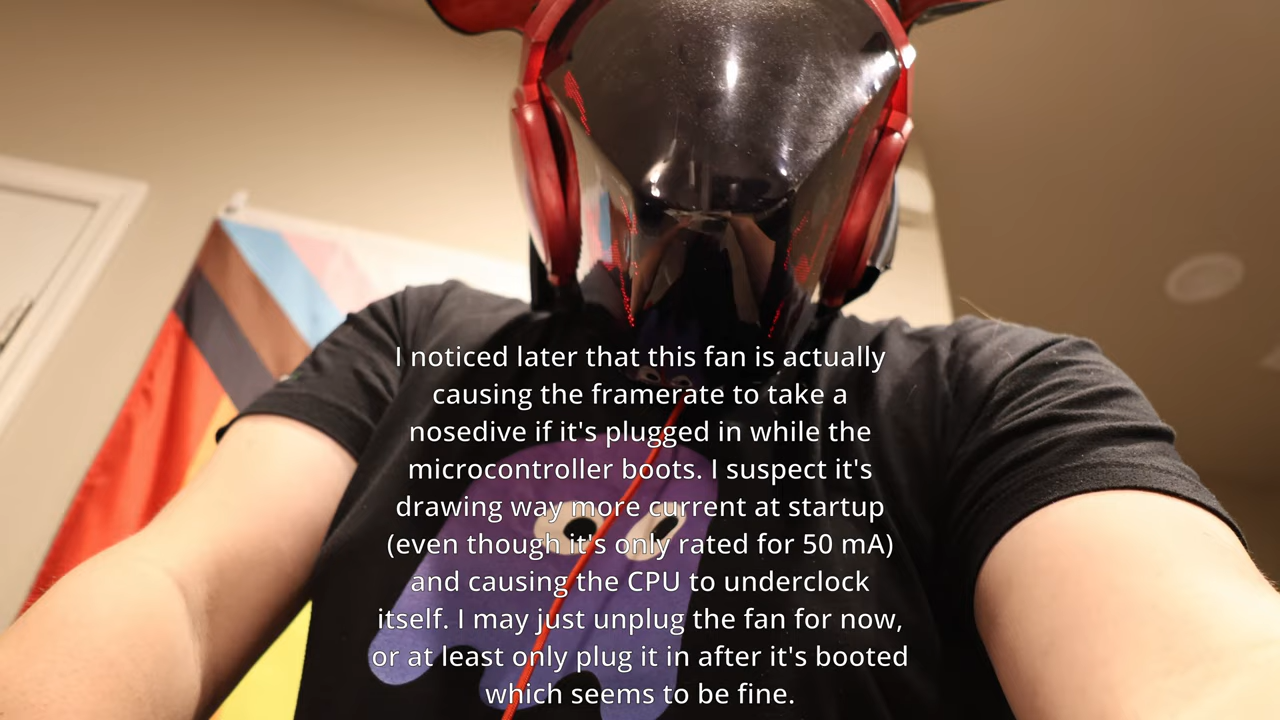 I noticed later that this fan is actually
causing the framerate to take a
nosedive if it's plugged in while the
microcontroller boots. I suspect it's
drawing way more current at startup
(even though it's only rated for 50 mA)
and causing the CPU to underclock
itself. I may just unplug the fan for now,
or at least only plug it in after it's booted
which seems to be fine.